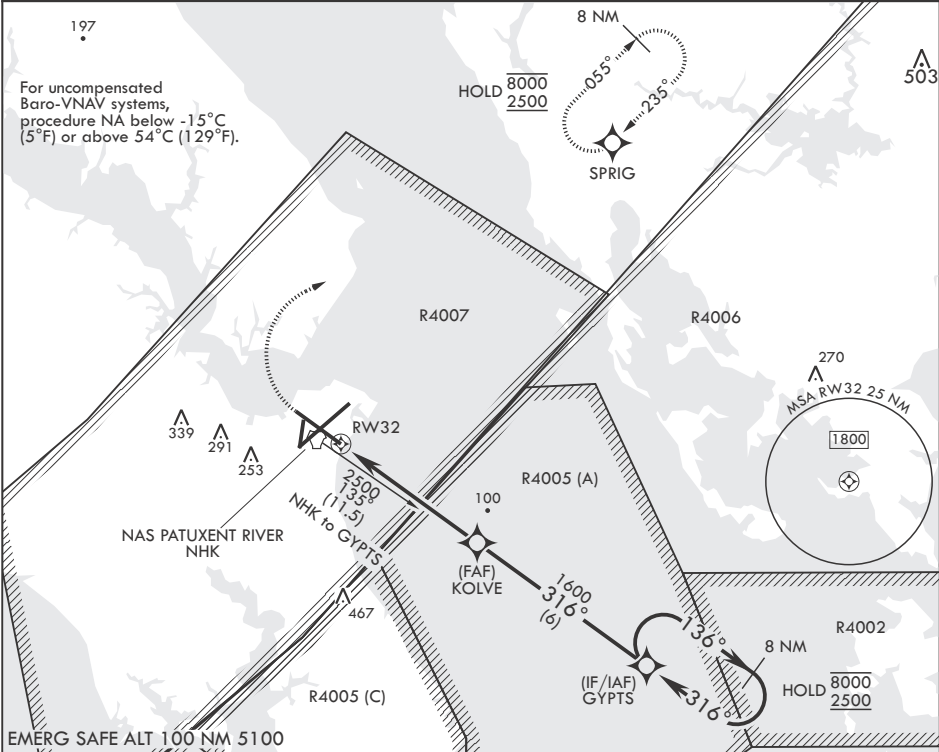 197
For uncompensated
Baro-VNAV systems,
procedure NA below -15°C
(5°F) or above 54°C (129°F).
8 NM
HOLD 8000
2500
055°
235°
SPRIG
503
R4007
R4006
270
MSA RW32 25 NM
1800
339
291
253
RW32
2500
135°
(11.5)
NHK to GYPTS
NAS PATUXENT RIVER
NHK
R4005 (A)
100
(FAF)
KOLVE
1600
316°
(6)
467
136°
8 NM
R4002
(IF/IAF)
GYPTS
316°
HOLD 8000
2500
R4005 (C)
EMERG SAFE ALT 100 NM 5100